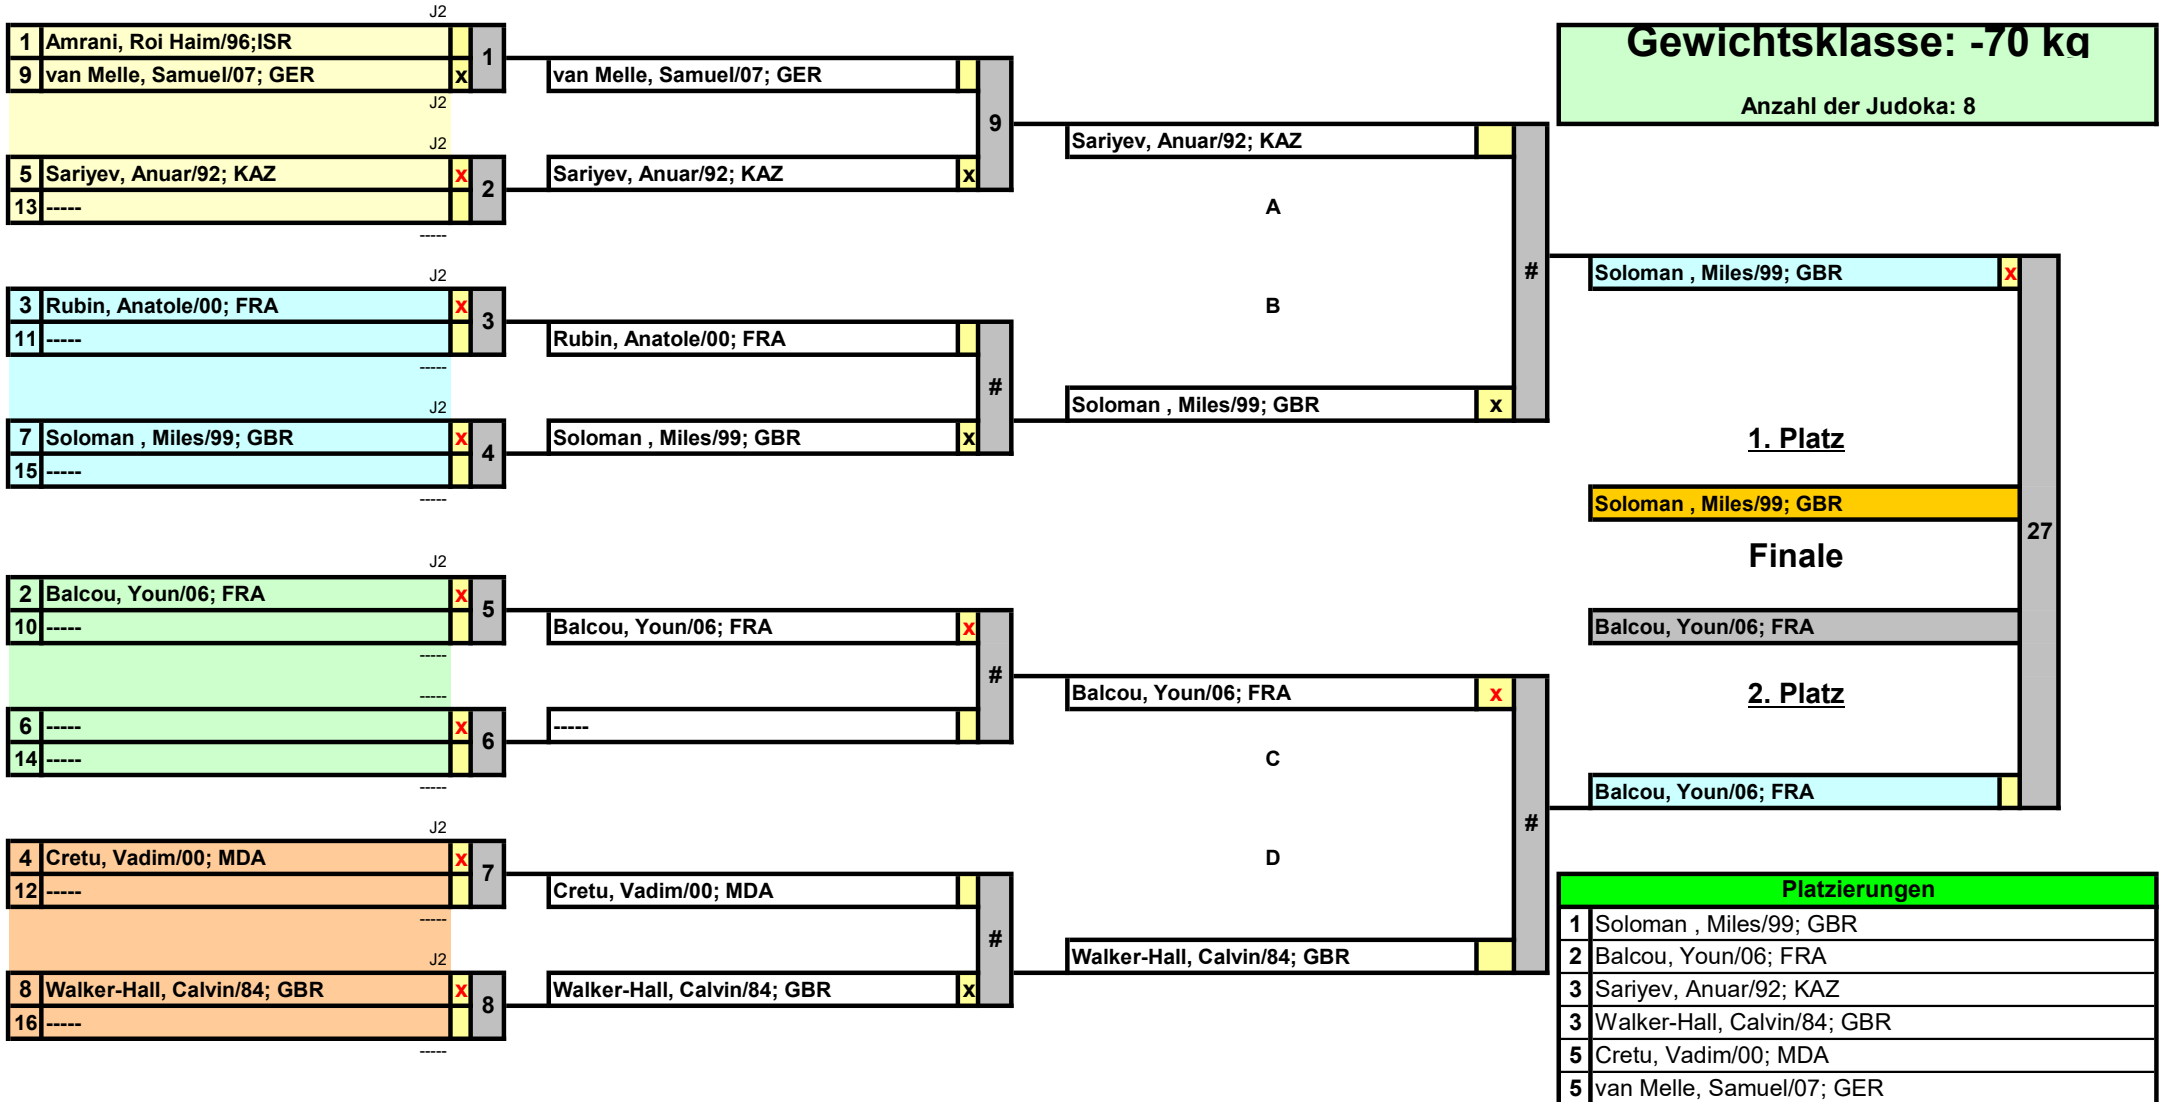 J2
1 Amrani, Roi Haim/96;ISR
9 van Melle, Samuel/07; GER x
1
J2
J2
5 Sariyev, Anuar/92; KAZ x
13 -----
2
-----
J2
3 Rubin, Anatole/00; FRA x
11 -----
3
-----
J2
7 Soloman , Miles/99; GBR x
15 -----
4
-----
J2
2 Balcou, Youn/06; FRA x
10 -----
5
-----
-----
6 ----- x
14 -----
6
-----
J2
4 Cretu, Vadim/00; MDA x
12 -----
7
-----
J2
8 Walker-Hall, Calvin/84; GBR x
16 -----
8
-----
van Melle, Samuel/07; GER
9
Sariyev, Anuar/92; KAZ x
Rubin, Anatole/00; FRA
#
Soloman , Miles/99; GBR x
Balcou, Youn/06; FRA x
#
-----
Cretu, Vadim/00; MDA
#
Walker-Hall, Calvin/84; GBR x
Sariyev, Anuar/92; KAZ
A
#
B
Soloman , Miles/99; GBR x
Balcou, Youn/06; FRA x
C
#
D
Walker-Hall, Calvin/84; GBR
Gewichtsklasse: -70 kg
Anzahl der Judoka: 8
Soloman , Miles/99; GBR x
1. Platz
Soloman , Miles/99; GBR
27
Finale
Balcou, Youn/06; FRA
2. Platz
Balcou, Youn/06; FRA
Platzierungen
1 Soloman , Miles/99; GBR
2 Balcou, Youn/06; FRA
3 Sariyev, Anuar/92; KAZ
3 Walker-Hall, Calvin/84; GBR
5 Cretu, Vadim/00; MDA
5 van Melle, Samuel/07; GER